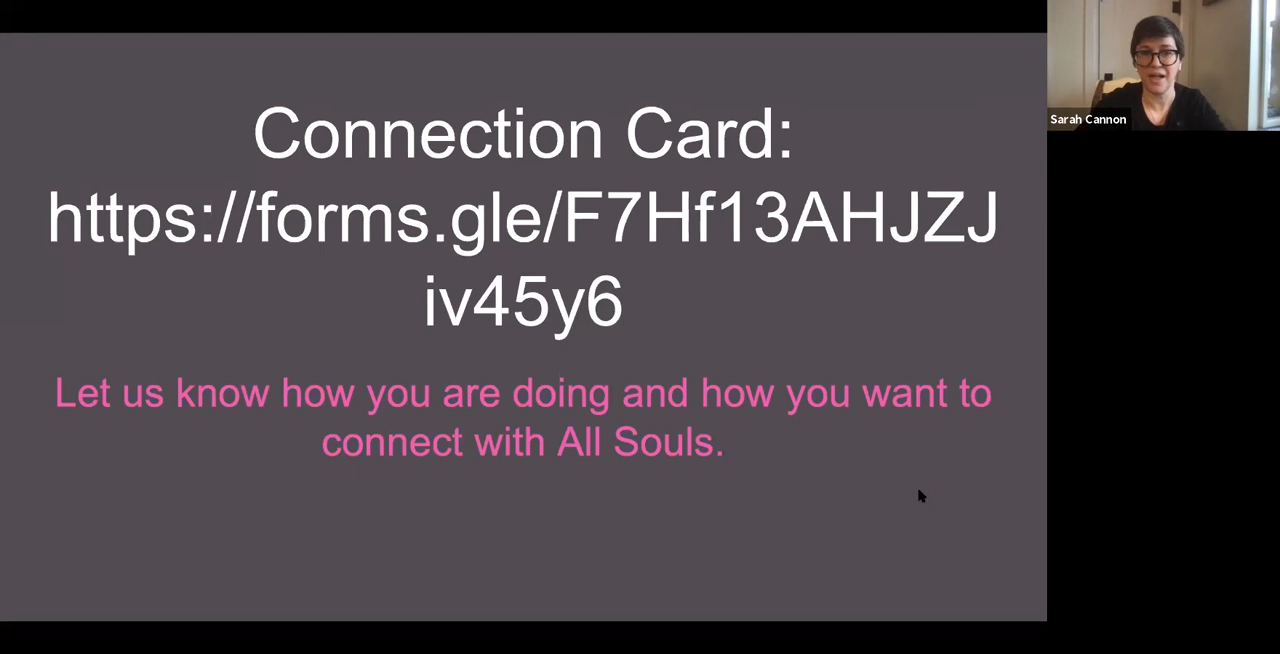 Connection Card:
https://forms.gle/F7Hf13AHJZJ
iv45y6
Let us know how you are doing and how you want to
connect with All Souls.
Sarah Cannon